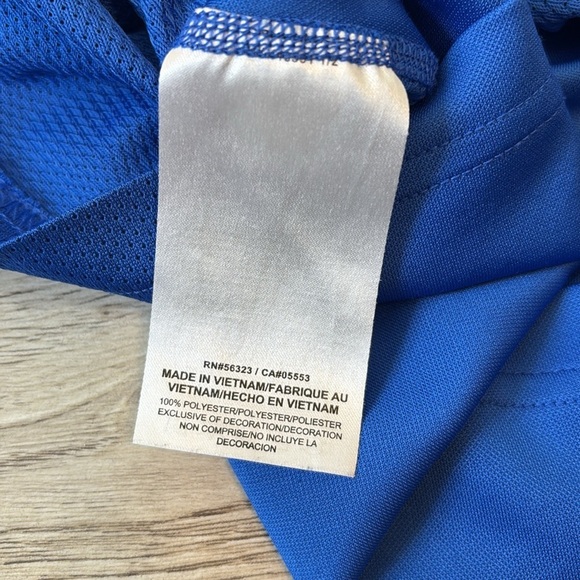 RN#56323 / CA#05553
MADE IN VIETNAM/FABRIQUE AU
VIETNAM/HECHO EN VIETNAM
100% POLYESTER/POLYESTER/POLIESTER
EXCLUSIVE OF DECORATION/DECORATION
NON COMPRISE/NO INCLUYE LA
DECORACION